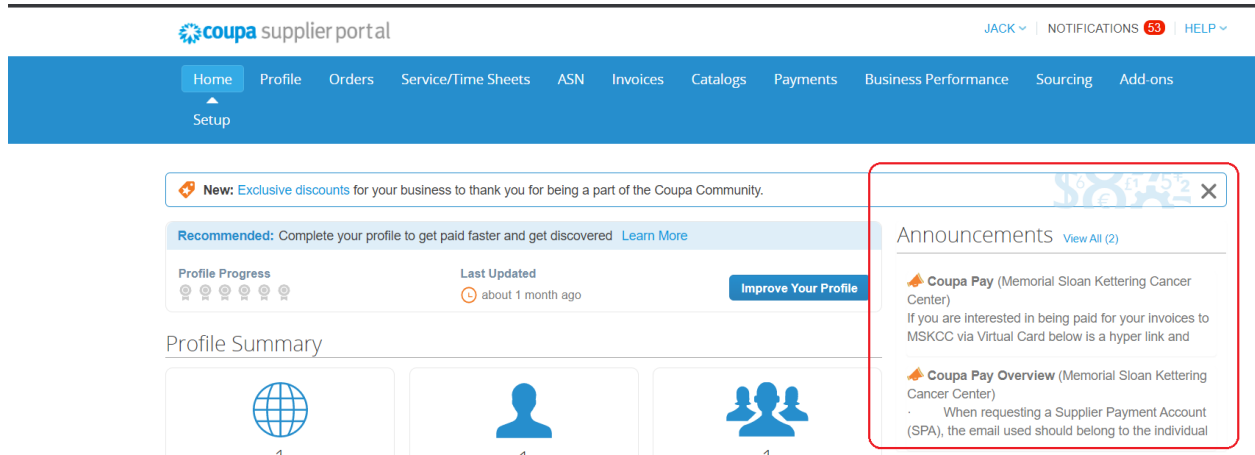 coupa supplier portal
JACK NOTIFICATIONS 53 HELP
Home Profile Orders Service/Time Sheets ASN Invoices Catalogs Payments Business Performance Sourcing Add-ons
Setup
New: Exclusive discounts for your business to thank you for being a part of the Coupa Community.
Recommended: Complete your profile to get paid faster and get discovered Learn More
Profile Progress
Last Updated
about 1 month ago
Improve Your Profile
Profile Summary
Announcements View All (2)
Coupa Pay (Memorial Sloan Kettering Cancer
Center)
If you are interested in being paid for your invoices to
MSKCC via Virtual Card below is a hyper link and
Coupa Pay Overview (Memorial Sloan Kettering
Cancer Center)
· When requesting a Supplier Payment Account
(SPA), the email used should belong to the individual